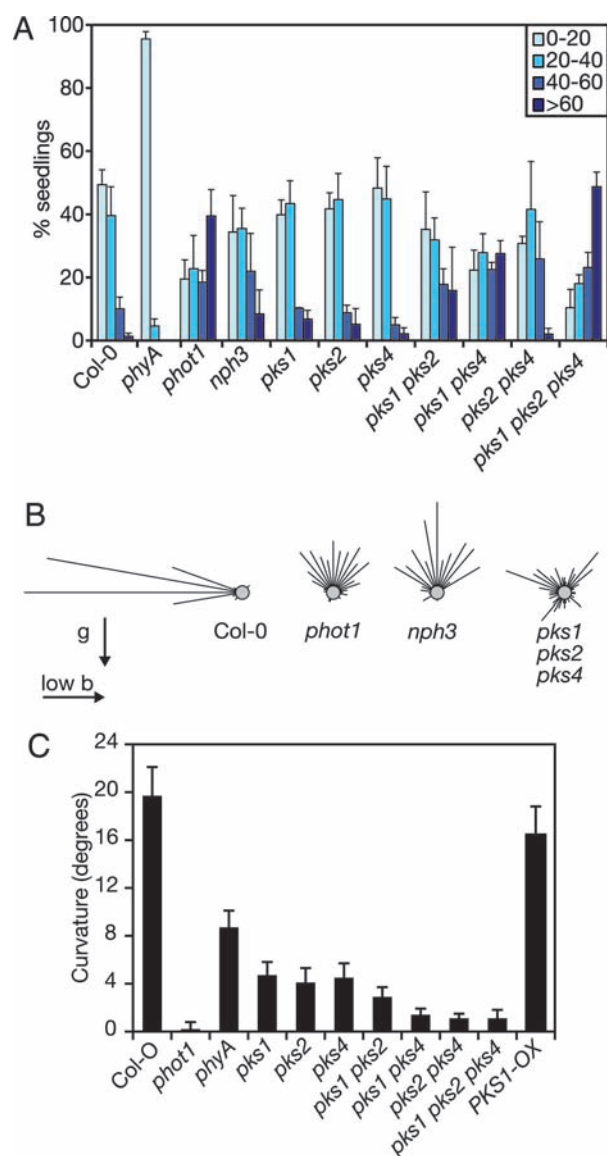 A
100
80
60
40
20
0
% seedlings
0-20
20-40
40-60
>60
Col-0
phyA
phot1
nph3
pks1
pks2
pks4
pks1 pks2
pks1 pks4
pks2 pks4
pks1 pks2 pks4
B
g
low b
Col-0
phot1
nph3
pks1
pks2
pks4
C
24
20
16
12
8
4
0
Curvature (degrees)
Col-O
phot1
phyA
pks1
pks2
pks4
pks1 pks2
pks1 pks4
pks2 pks4
pks1 pks2 pks4
PKS1-OX